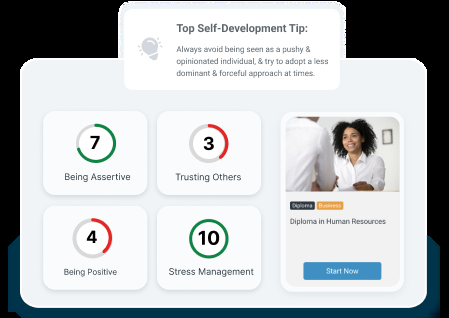 Top Self-Development Tip:
Always avoid being seen as a pushy &
opinionated individual, & try to adopt a less
dominant & forceful approach at times.
7
Being Assertive
3
Trusting Others
4
Being Positive
10
Stress Management
Diploma Business
Diploma in Human Resources
Start Now